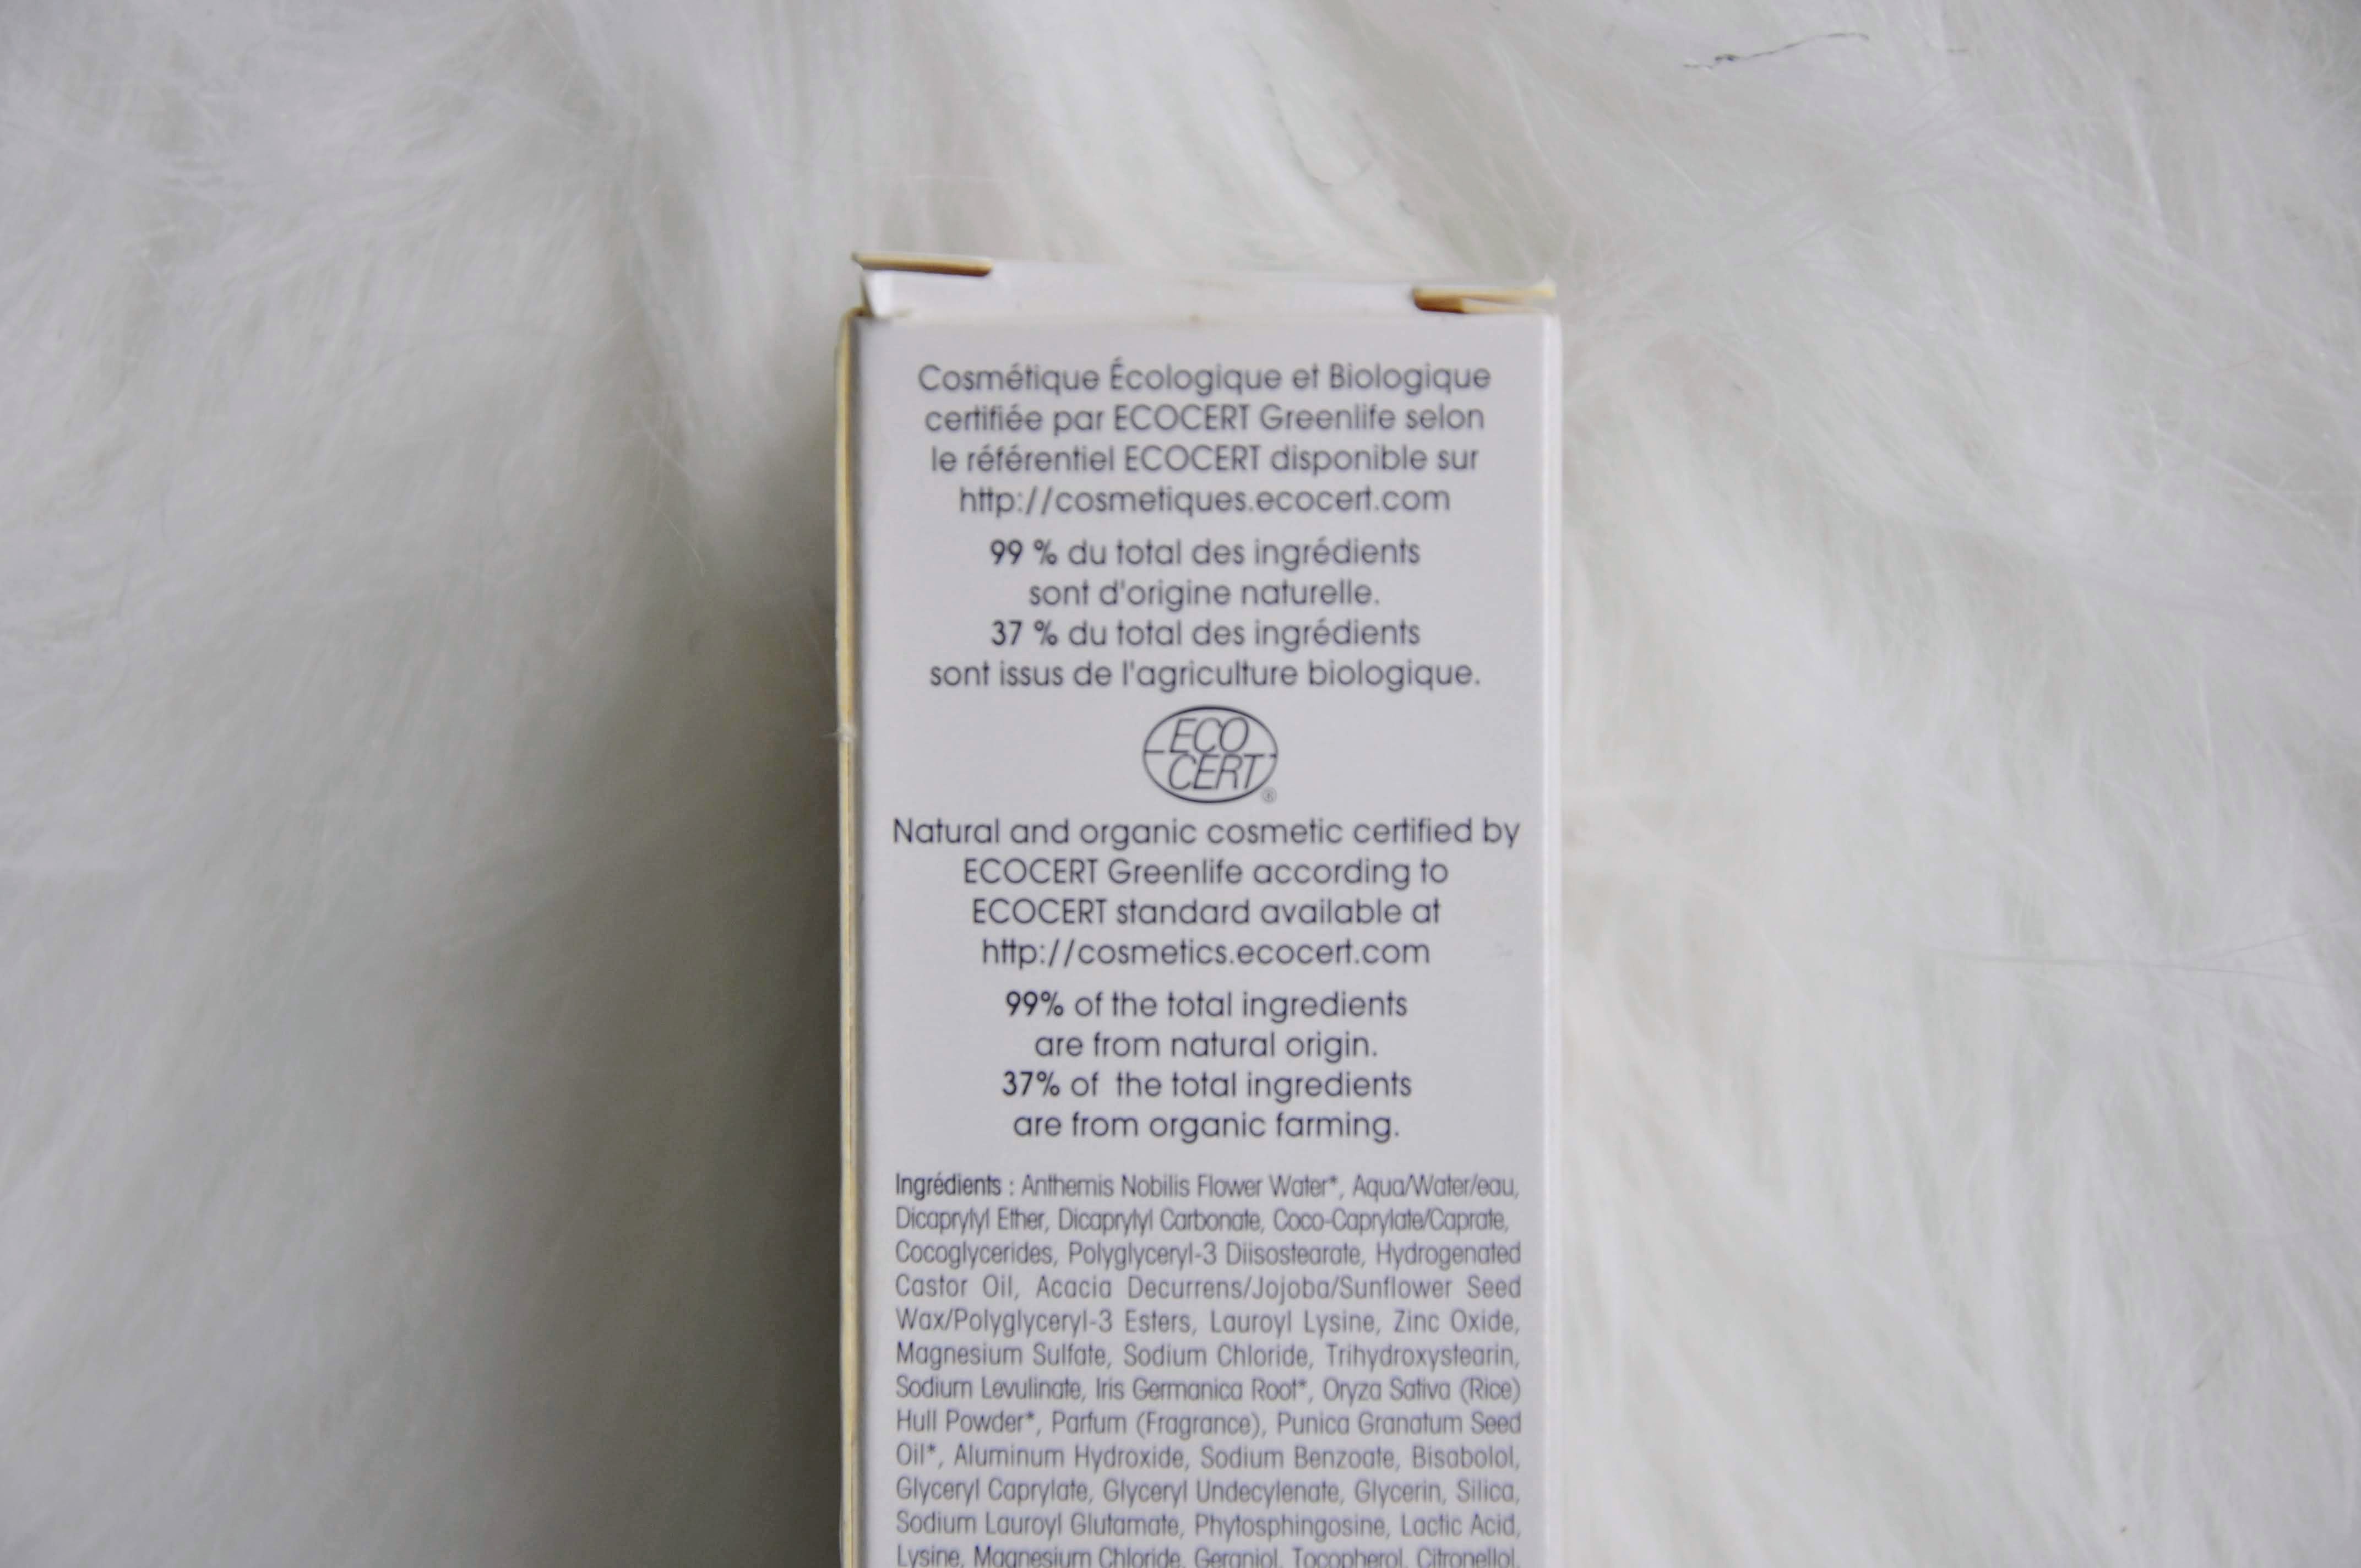 Cosmétique Écologique et Biologique
certifiée par ECOCERT Greenlife selon
le référentiel ECOCERT disponible sur
http://cosmetiques.ecocert.com
99 % du total des ingrédients
sont d'origine naturelle.
37 % du total des ingrédients
sont issus de l'agriculture biologique.
ECO
CERT
®
Natural and organic cosmetic certified by
ECOCERT Greenlife according to
ECOCERT standard available at
http://cosmetics.ecocert.com
99% of the total ingredients
are from natural origin.
37% of the total ingredients
are from organic farming.
Ingrédients : Anthemis Nobilis Flower Water*, Aqua/Water/eau,
Dicaprylyl Ether, Dicaprylyl Carbonate, Coco-Caprylate/Caprate,
Cocoglycerides, Polyglyceryl-3 Diisostearate, Hydrogenated
Castor Oil, Acacia Decurrens/Jojoba/Sunflower Seed
Wax/Polyglyceryl-3 Esters, Lauroyl Lysine, Zinc Oxide,
Magnesium Sulfate, Sodium Chloride, Trihydroxystearin,
Sodium Levulinate, Iris Germanica Root*, Oryza Sativa (Rice)
Hull Powder*, Parfum (Fragrance), Punica Granatum Seed
Oil*, Aluminum Hydroxide, Sodium Benzoate, Bisabolol,
Glyceryl Caprylate, Glyceryl Undecylenate, Glycerin, Silica,
Sodium Lauroyl Glutamate, Phytosphingosine, Lactic Acid,
Lysine, Magnesium Chloride, Geraniol, Tocopherol, Citronellol,